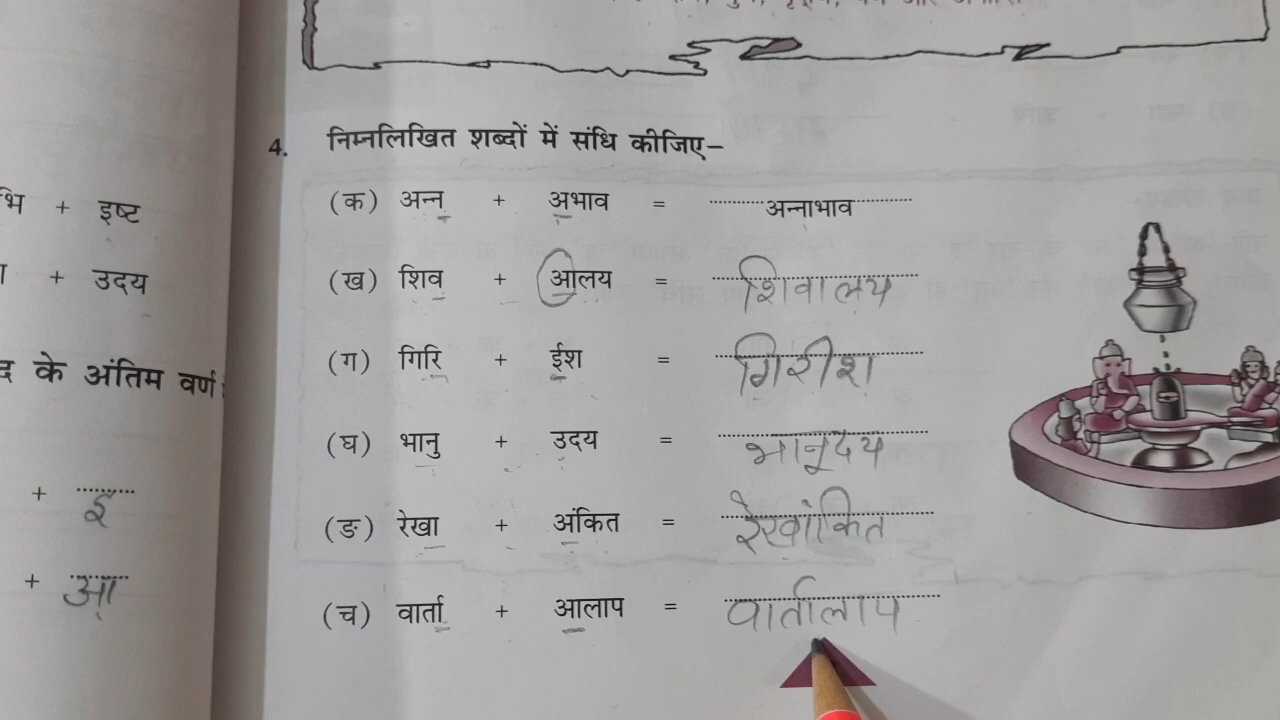 4. निम्नलिखित शब्दों में संधि कीजिए–
(क) अन्न + अभाव = अन्नाभाव
(ख) शिव + आलय = शिवालय
(ग) गिरि + ईश = गिरीश
(घ) भानु + उदय = भानूदय
(ङ) रेखा + अंकित = रेखांकित
(च) वार्ता + आलाप = वार्तालाप
+ इष्ट
+ उदय
के अंतिम वर्ण
+ इ
+ आ